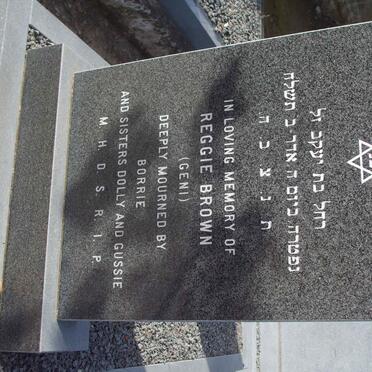 רחל בת יעקב זל
נפטרה ביום ה אדר ב תשלה
ת נ צ ב ה
IN LOVING MEMORY OF
REGGIE BROWN
(GENI)
DEEPLY MOURNED BY
BORRIE
AND SISTERS DOLLY AND GUSSIE
M. H. D. S. R. I. P.